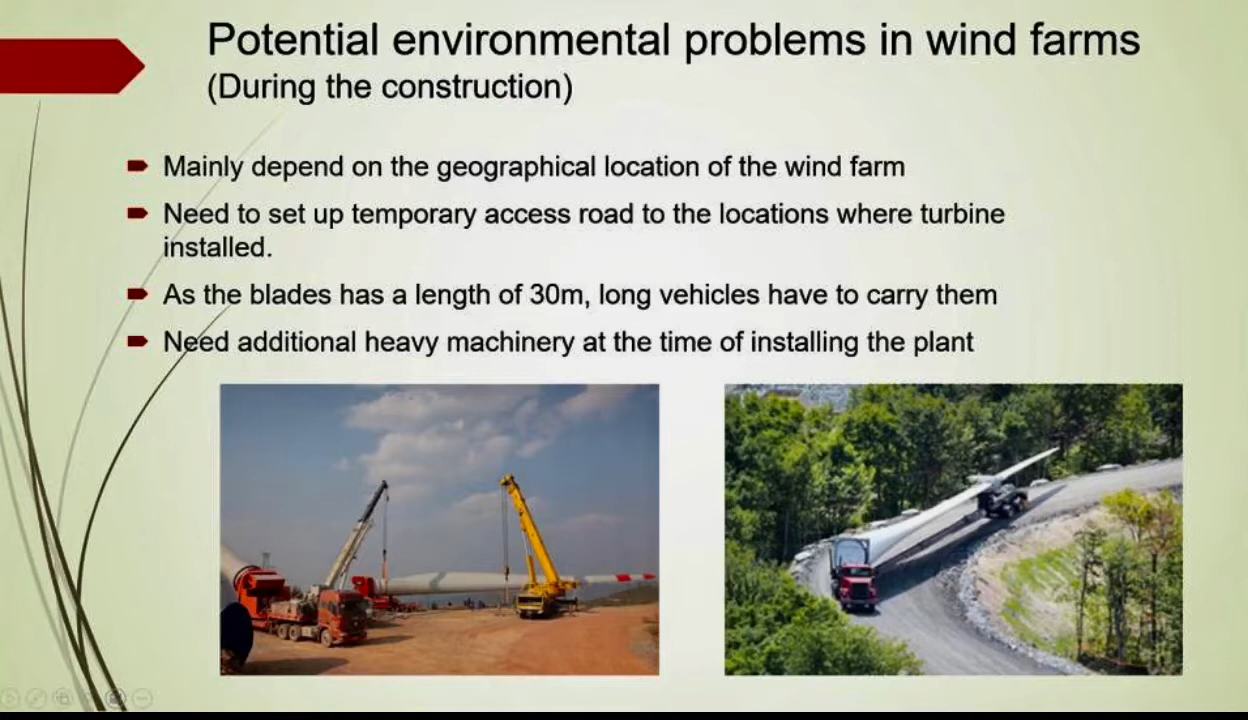 Potential environmental problems in wind farms
(During the construction)
Mainly depend on the geographical location of the wind farm
Need to set up temporary access road to the locations where turbine
installed.
As the blades has a length of 30m, long vehicles have to carry them
Need additional heavy machinery at the time of installing the plant